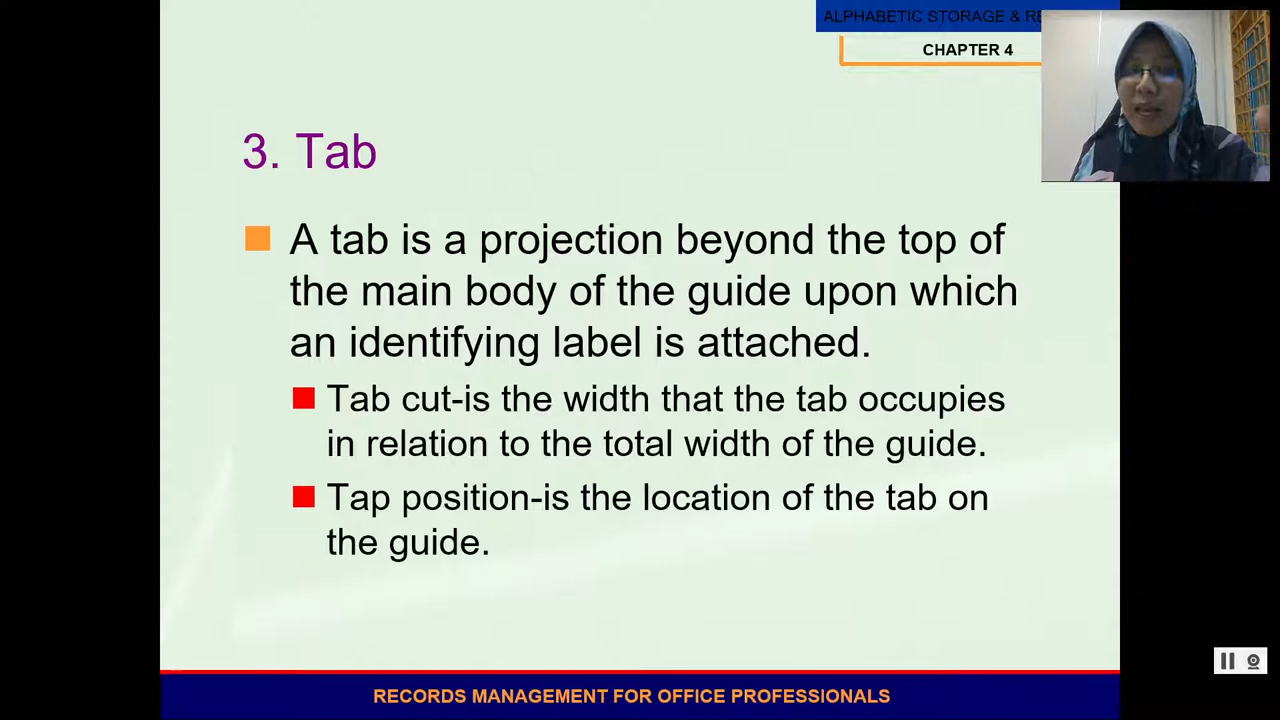 ALPHABETIC STORAGE &
CHAPTER 4
3. Tab
A tab is a projection beyond the top of
the main body of the guide upon which
an identifying label is attached.
Tab cut-is the width that the tab occupies
in relation to the total width of the guide.
Tap position-is the location of the tab on
the guide.
RECORDS MANAGEMENT FOR OFFICE PROFESSIONALS